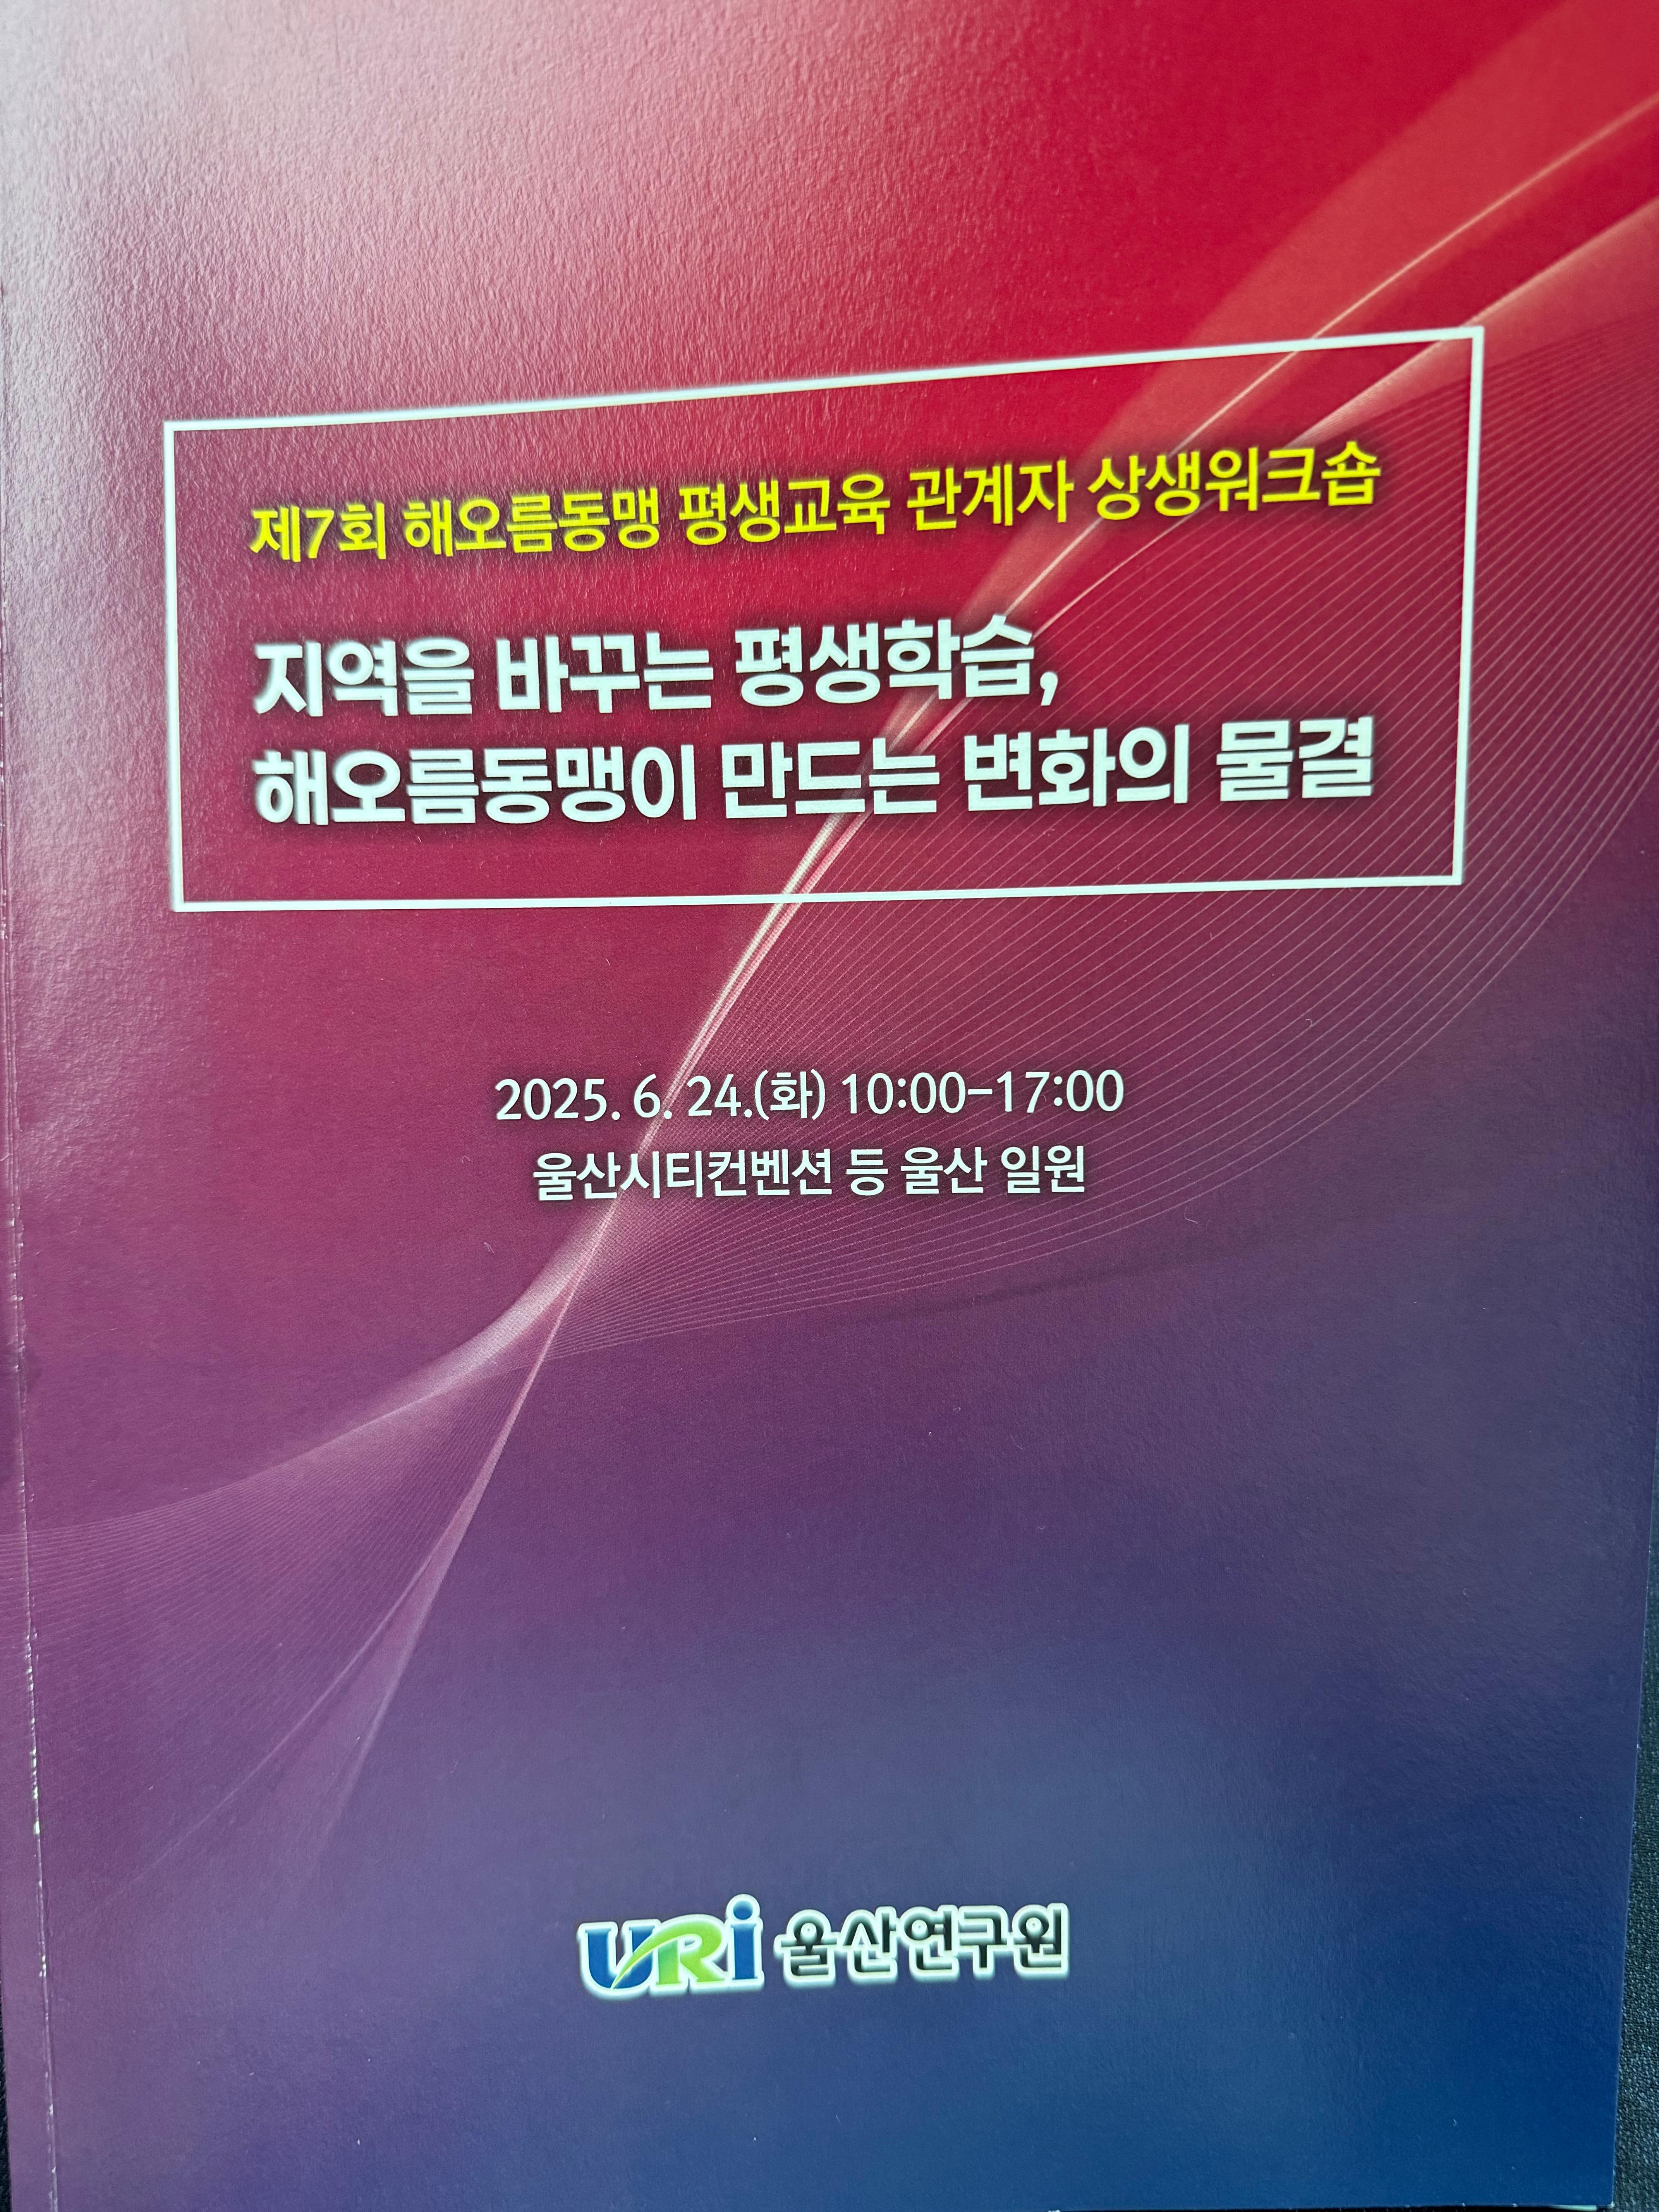 제7회 해오름동맹 평생교육 관계자 상생워크숍
지역을 바꾸는 평생학습,
해오름동맹이 만드는 변화의 물결
2025. 6. 24.(화) 10:00-17:00
울산시티컨벤션 등 울산 일원
URi 울산연구원